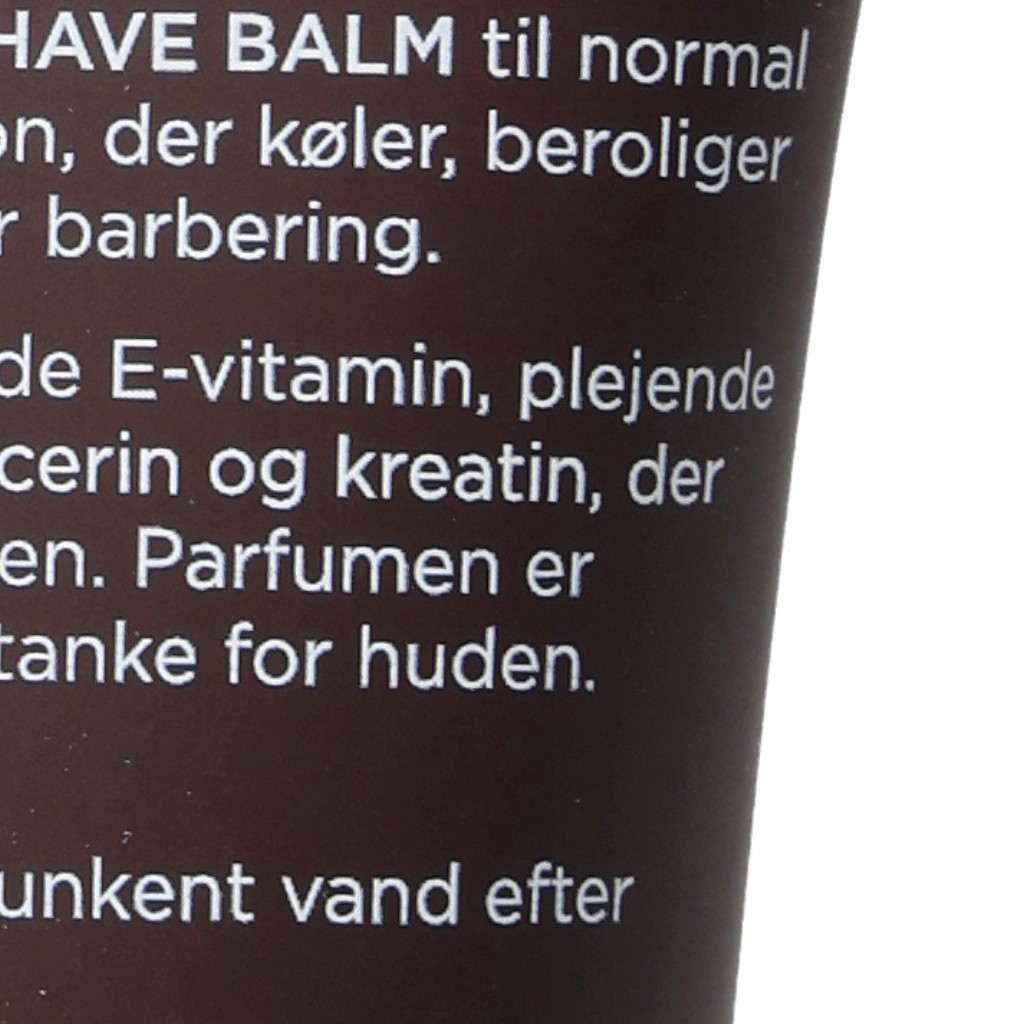 HAVE BALM til normal
on, der køler, beroliger
r barbering.
de E-vitamin, plejende
cerin og kreatin, der
en. Parfumen er
tanke for huden.
unkent vand efter